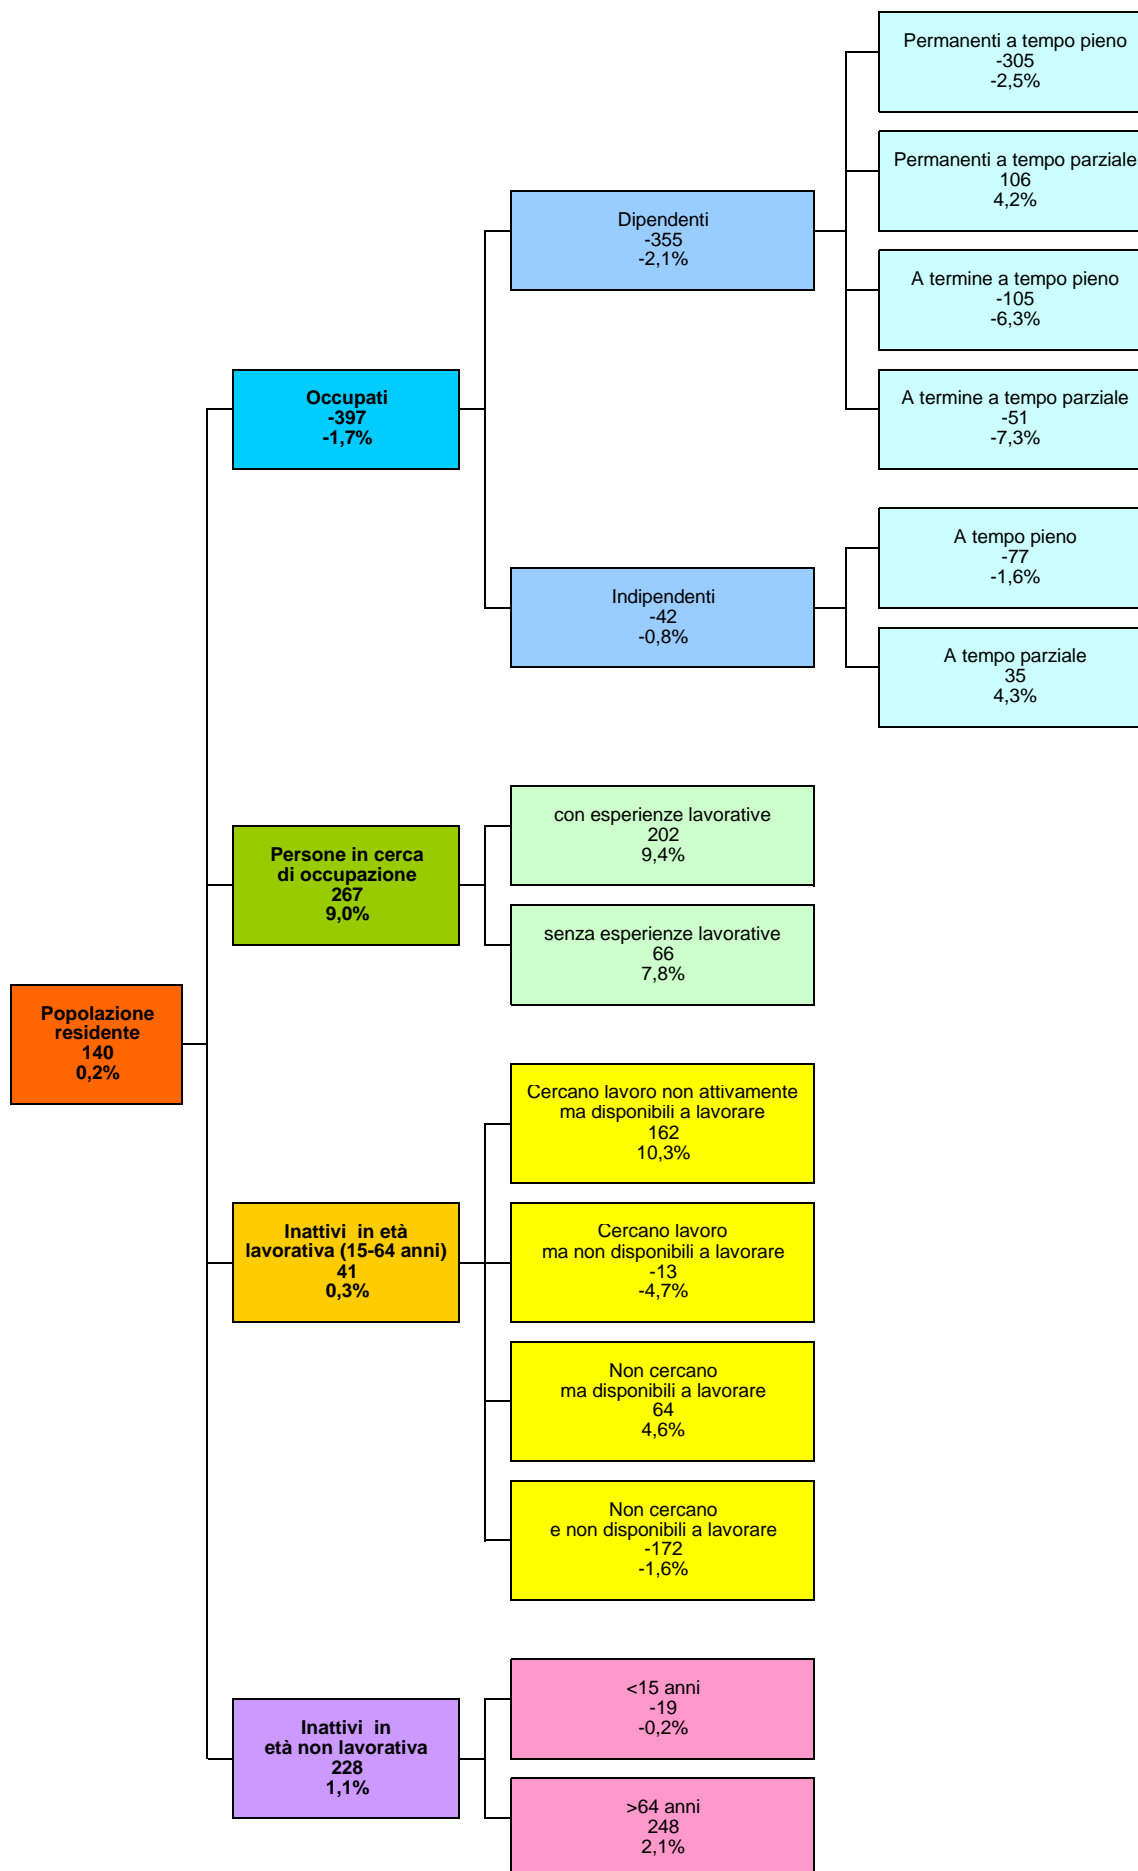 Popolazione
residente
140
0,2%
Occupati
-397
-1,7%
Dipendenti
-355
-2,1%
Permanenti a tempo pieno
-305
-2,5%
Permanenti a tempo parziale
106
4,2%
A termine a tempo pieno
-105
-6,3%
A termine a tempo parziale
-51
-7,3%
Indipendenti
-42
-0,8%
A tempo pieno
-77
-1,6%
A tempo parziale
35
4,3%
Persone in cerca
di occupazione
267
9,0%
con esperienze lavorative
202
9,4%
senza esperienze lavorative
66
7,8%
Inattivi in età
lavorativa (15-64 anni)
41
0,3%
Cercano lavoro non attivamente
ma disponibili a lavorare
162
10,3%
Cercano lavoro
ma non disponibili a lavorare
-13
-4,7%
Non cercano
ma disponibili a lavorare
64
4,6%
Non cercano
e non disponibili a lavorare
-172
-1,6%
Inattivi in
età non lavorativa
228
1,1%
<15 anni
-19
-0,2%
>64 anni
248
2,1%